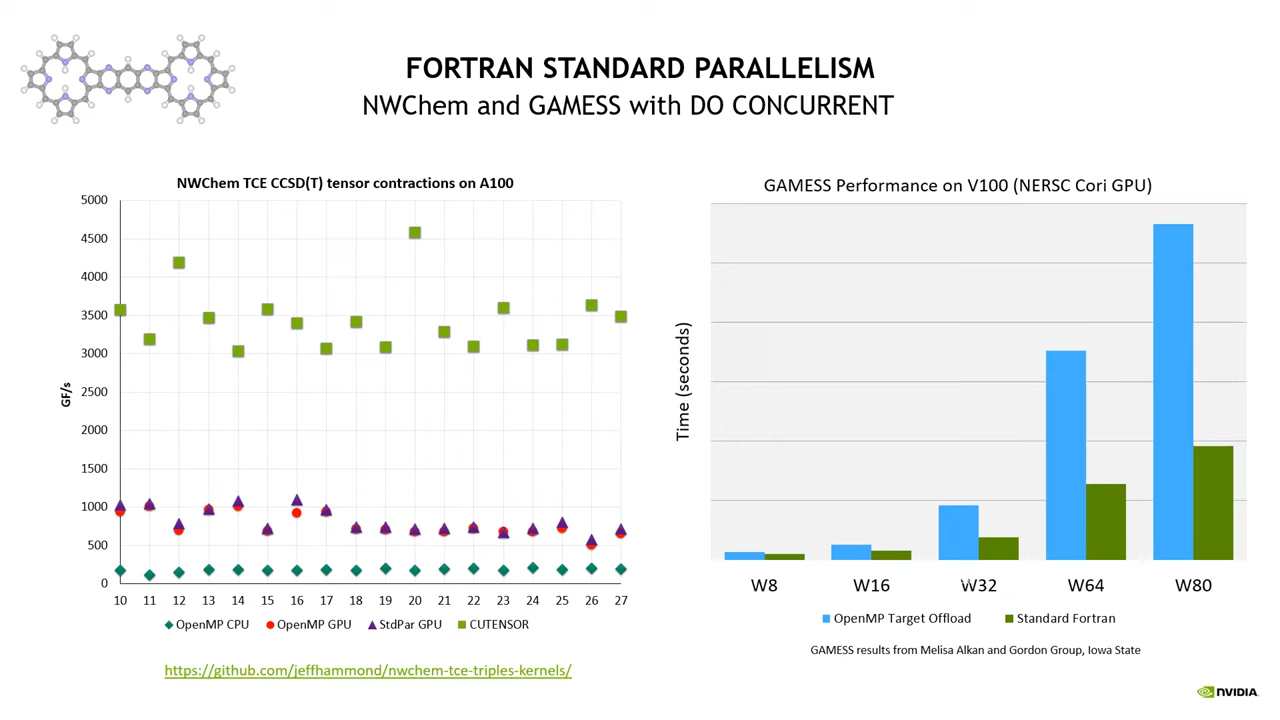 FORTRAN STANDARD PARALLELISM
NWChem and GAMESS with DO CONCURRENT
NWChem TCE CCSD(T) tensor contractions on A100
5000
4500
4000
3500
3000
2500
2000
1500
1000
500
0
GF/s
10 11 12 13 14 15 16 17 18 19 20 21 22 23 24 25 26 27
OpenMP CPU OpenMP GPU StdPar GPU CUTENSOR
https://github.com/jeffhammond/nwchem-tce-triples-kernels/
GAMESS Performance on V100 (NERSC Cori GPU)
Time (seconds)
W8 W16 W32 W64 W80
OpenMP Target Offload Standard Fortran
GAMESS results from Melisa Alkan and Gordon Group, Iowa State
NVIDIA